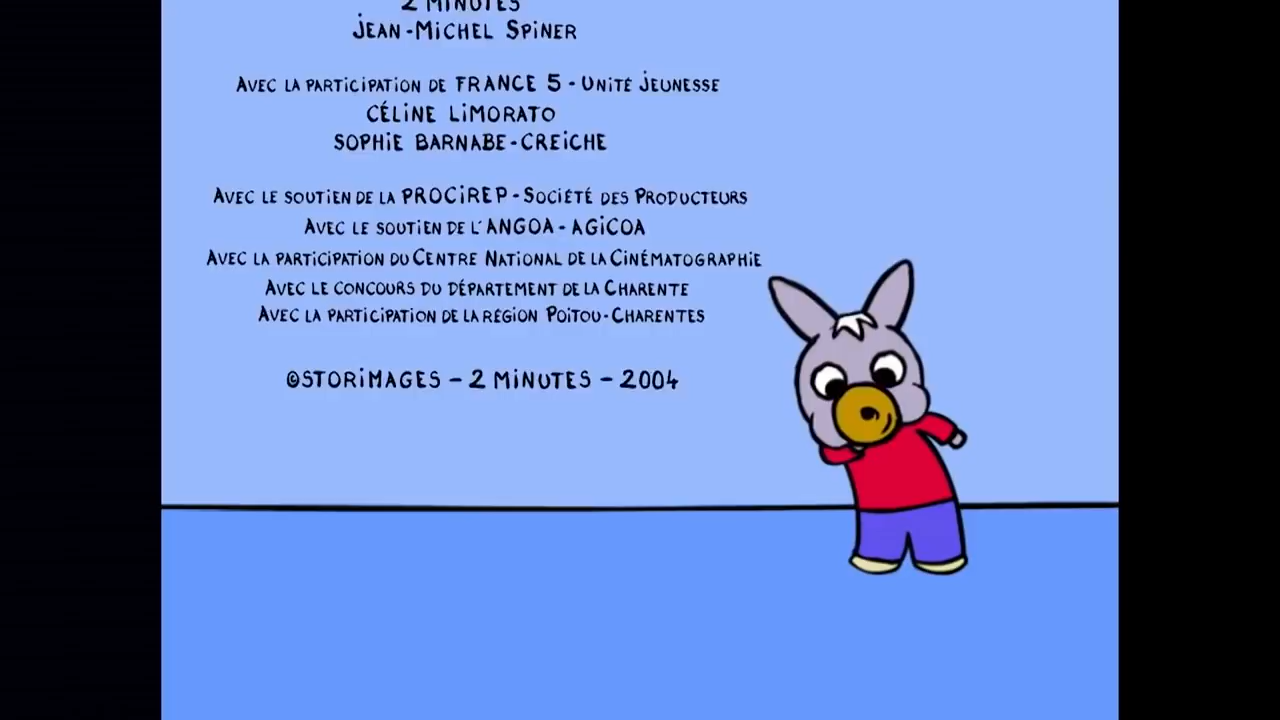 2 MINUTES
JEAN-MICHEL SPINER
AVEC LA PARTICIPATION DE FRANCE 5 - UNITÉ JEUNESSE
CÉLINE LIMORATO
SOPHIE BARNABE-CREICHE
AVEC LE SOUTIEN DE LA PROCIREP - SOCIÉTÉ DES PRODUCTEURS
AVEC LE SOUTIEN DE L'ANGOA - AGICOA
AVEC LA PARTICIPATION DU CENTRE NATIONAL DE LA CINÉMATOGRAPHIE
AVEC LE CONCOURS DU DÉPARTEMENT DE LA CHARENTE
AVEC LA PARTICIPATION DE LA RÉGION POITOU-CHARENTES
©STORIMAGES - 2 MINUTES - 2004